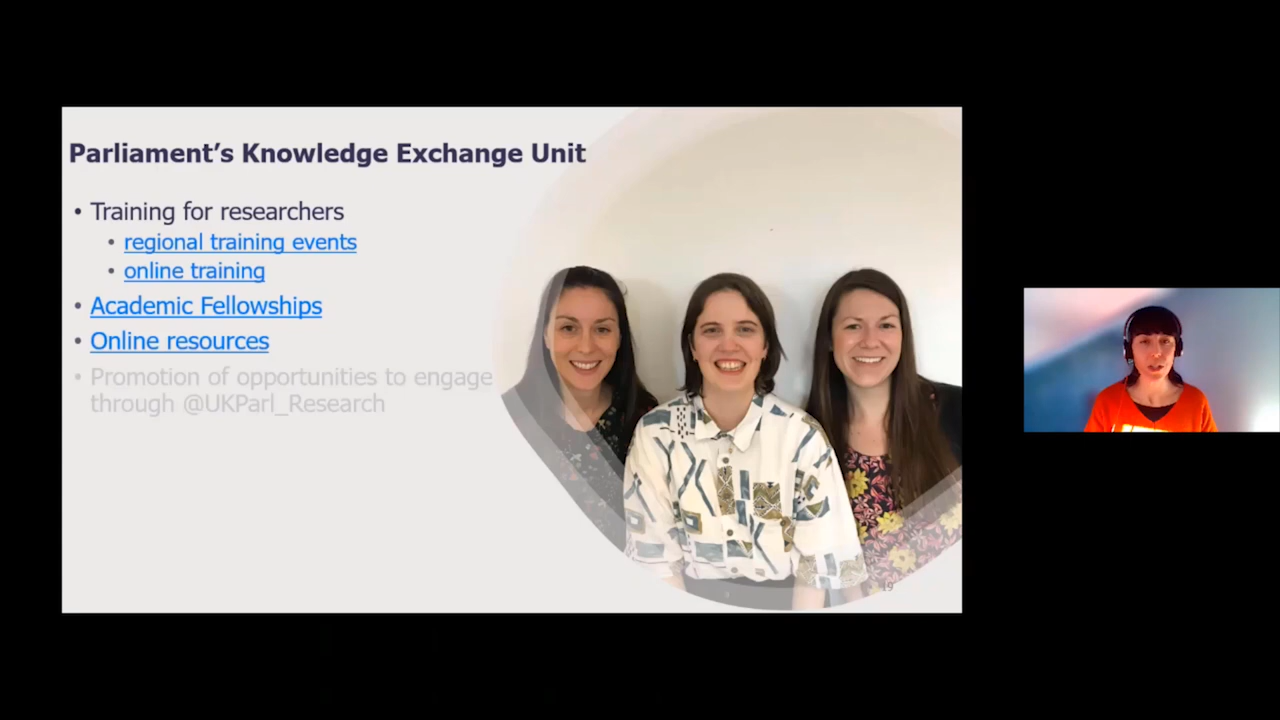 Parliament’s Knowledge Exchange Unit
• Training for researchers
• regional training events
• online training
• Academic Fellowships
• Online resources
• Promotion of opportunities to engage
through @UKParl_Research
19